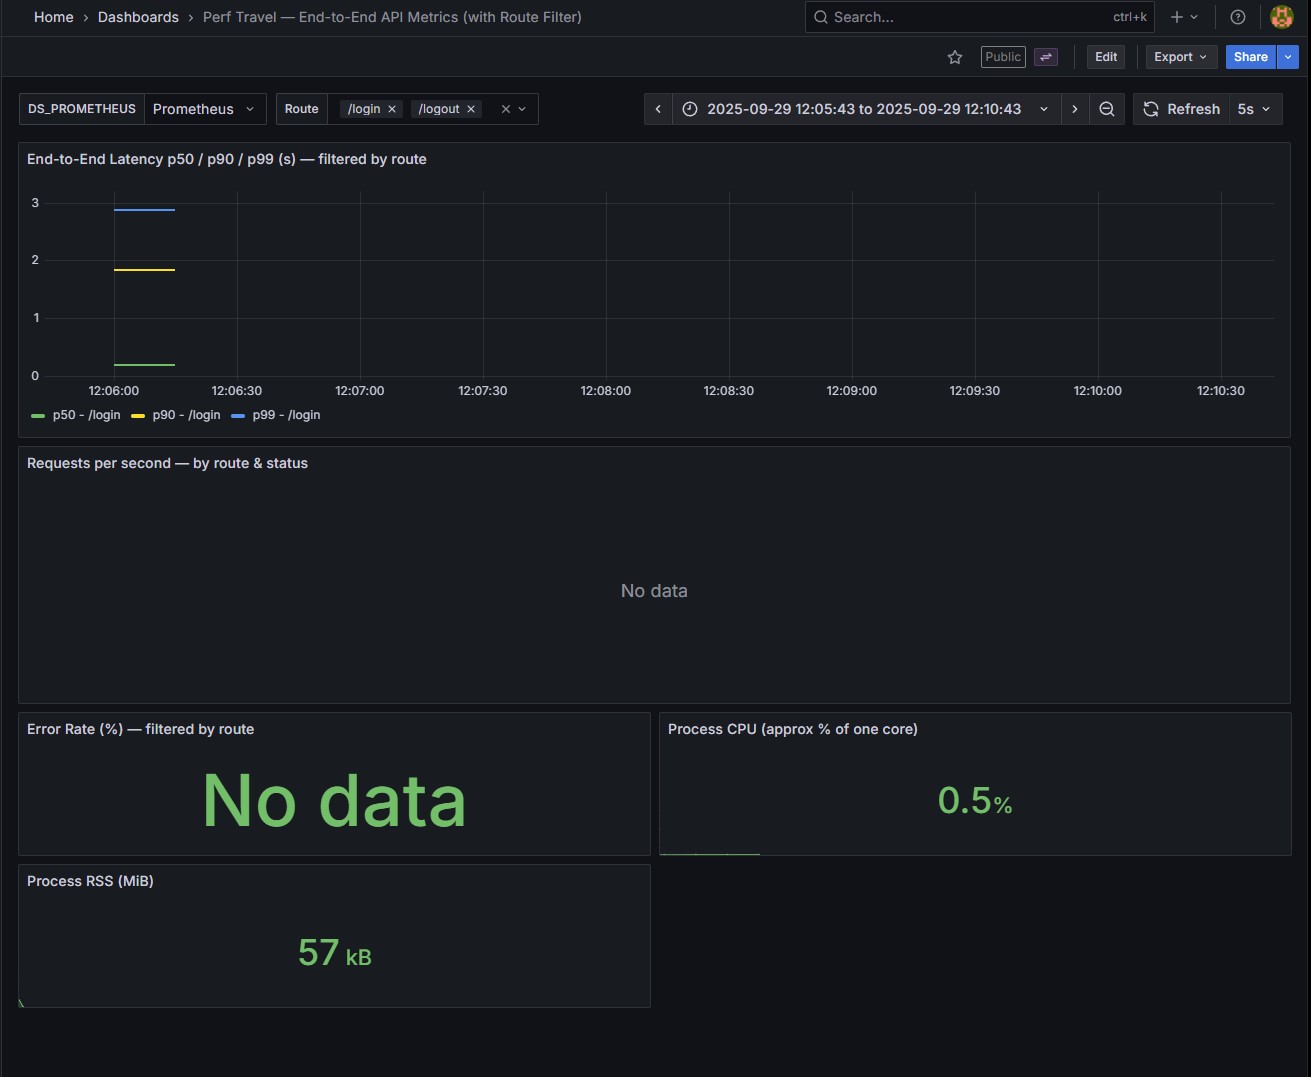 Home › Dashboards › Perf Travel — End-to-End API Metrics (with Route Filter)
Search... ctrl+k
Public Edit Export Share
DS_PROMETHEUS Prometheus Route /login × /logout × × 2025-09-29 12:05:43 to 2025-09-29 12:10:43 Refresh 5s
End-to-End Latency p50 / p90 / p99 (s) — filtered by route
3
2
1
0
12:06:00 12:06:30 12:07:00 12:07:30 12:08:00 12:08:30 12:09:00 12:09:30 12:10:00 12:10:30
p50 - /login p90 - /login p99 - /login
Requests per second — by route & status
No data
Error Rate (%) — filtered by route
No data
Process CPU (approx % of one core)
0.5%
Process RSS (MiB)
57 kB